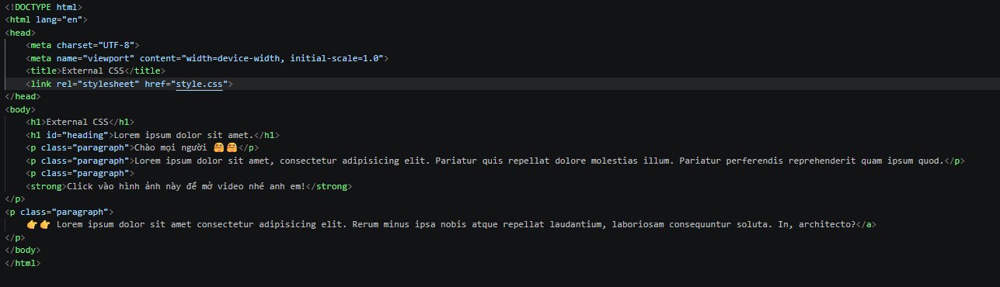 <!DOCTYPE html>
<html lang="en">
<head>
    <meta charset="UTF-8">
    <meta name="viewport" content="width=device-width, initial-scale=1.0">
    <title>External CSS</title>
    <link rel="stylesheet" href="style.css">
</head>
<body>
    <h1>External CSS</h1>
    <h1 id="heading">Lorem ipsum dolor sit amet.</h1>
    <p class="paragraph">Chào mọi người 🤗🤗</p>
    <p class="paragraph">Lorem ipsum dolor sit amet, consectetur adipisicing elit. Pariatur quis repellat dolore molestias illum. Pariatur perferendis reprehenderit quam ipsum quod.</p>
    <p class="paragraph">
    <strong>Click vào hình ảnh này để mở video nhé anh em!</strong>
</p>
<p class="paragraph">
    👉👉 Lorem ipsum dolor sit amet consectetur adipisicing elit. Rerum minus ipsa nobis atque repellat laudantium, laboriosam consequuntur soluta. In, architecto?</a>
</p>
</body>
</html>